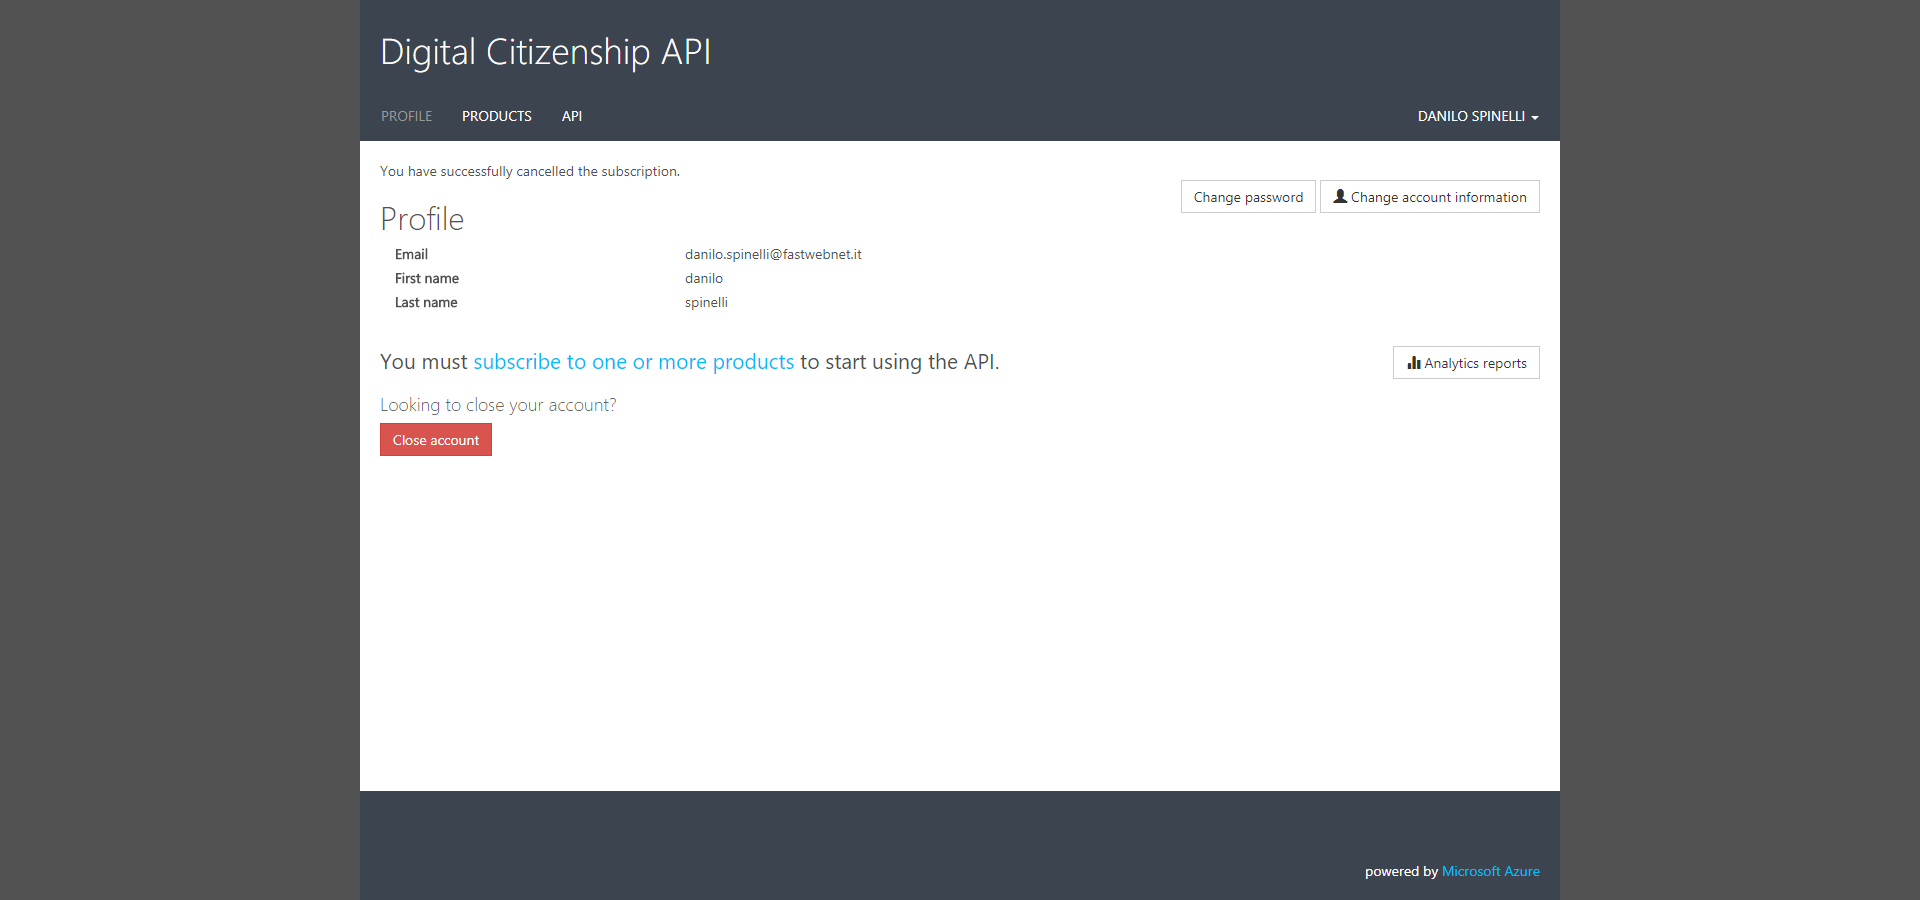 Digital Citizenship API
PROFILE PRODUCTS API DANILO SPINELLI
You have successfully cancelled the subscription.
Change password Change account information
Profile
Email danilo.spinelli@fastwebnet.it
First name danilo
Last name spinelli
You must subscribe to one or more products to start using the API. Analytics reports
Looking to close your account?
Close account
powered by Microsoft Azure